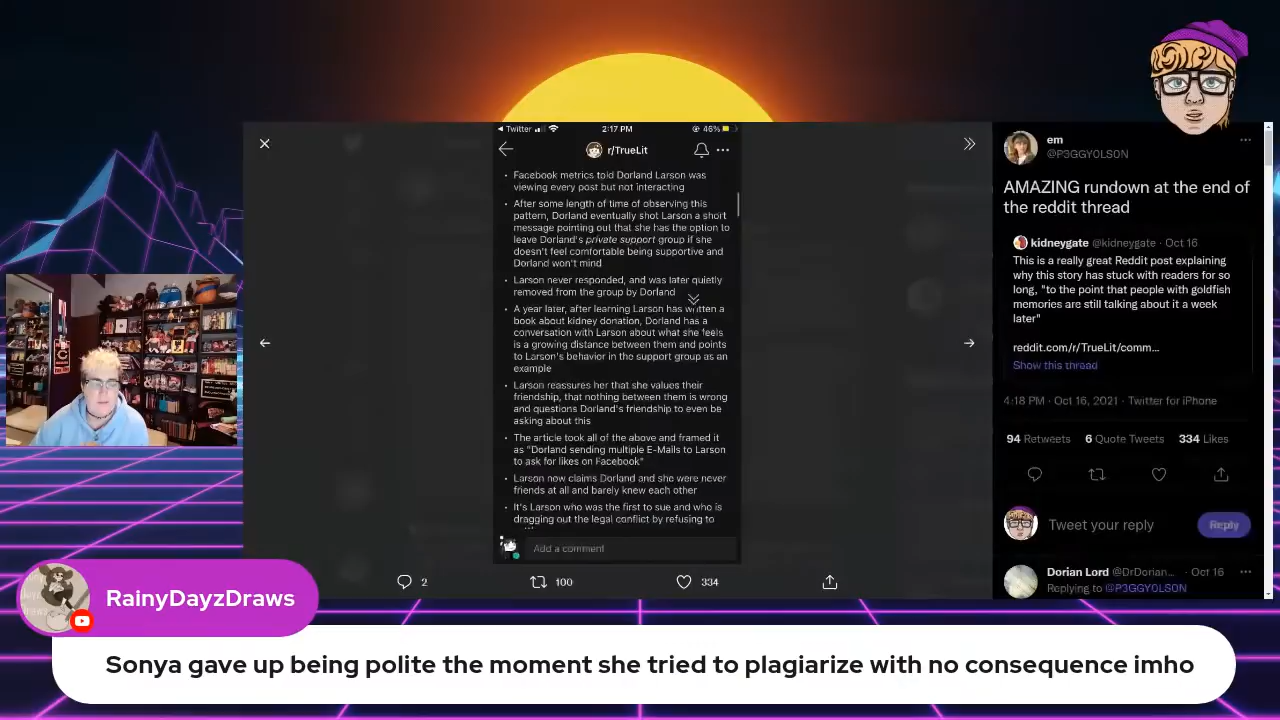 Twitter
2:17 PM
46%
r/TrueLit
• Facebook metrics told Dorland Larson was
viewing every post but not interacting
• After some length of time of observing this
pattern, Dorland eventually shot Larson a short
message pointing out that she has the option to
leave Dorland's private support group if she
doesn't feel comfortable being supportive and
Dorland won't mind
• Larson never responded, and was later quietly
removed from the group by Dorland
• A year later, after learning Larson has written a
book about kidney donation, Dorland has a
conversation with Larson about what she feels
is a growing distance between them and points
to Larson's behavior in the support group as an
example
• Larson reassures her that she values their
friendship, that nothing between them is wrong
and questions Dorland's friendship to even be
asking about this
• The article took all of the above and framed it
as "Dorland sending multiple E-Mails to Larson
to ask for likes on Facebook"
• Larson now claims Dorland and she were never
friends at all and barely knew each other
• It's Larson who was the first to sue and who is
dragging out the legal conflict by refusing to
Add a comment
2
100
334
em
@P3GGYOLSON
AMAZING rundown at the end of
the reddit thread
kidneygate @kidneygate · Oct 16
This is a really great Reddit post explaining
why this story has stuck with readers for so
long, "to the point that people with goldfish
memories are still talking about it a week
later"
reddit.com/r/TrueLit/comm...
Show this thread
4:18 PM · Oct 16, 2021 · Twitter for iPhone
94 Retweets 6 Quote Tweets 334 Likes
Tweet your reply
Reply
Dorian Lord @DrDorian... · Oct 16
Replying to @P3GGYOLSON
RainyDayzDraws
Sonya gave up being polite the moment she tried to plagiarize with no consequence imho